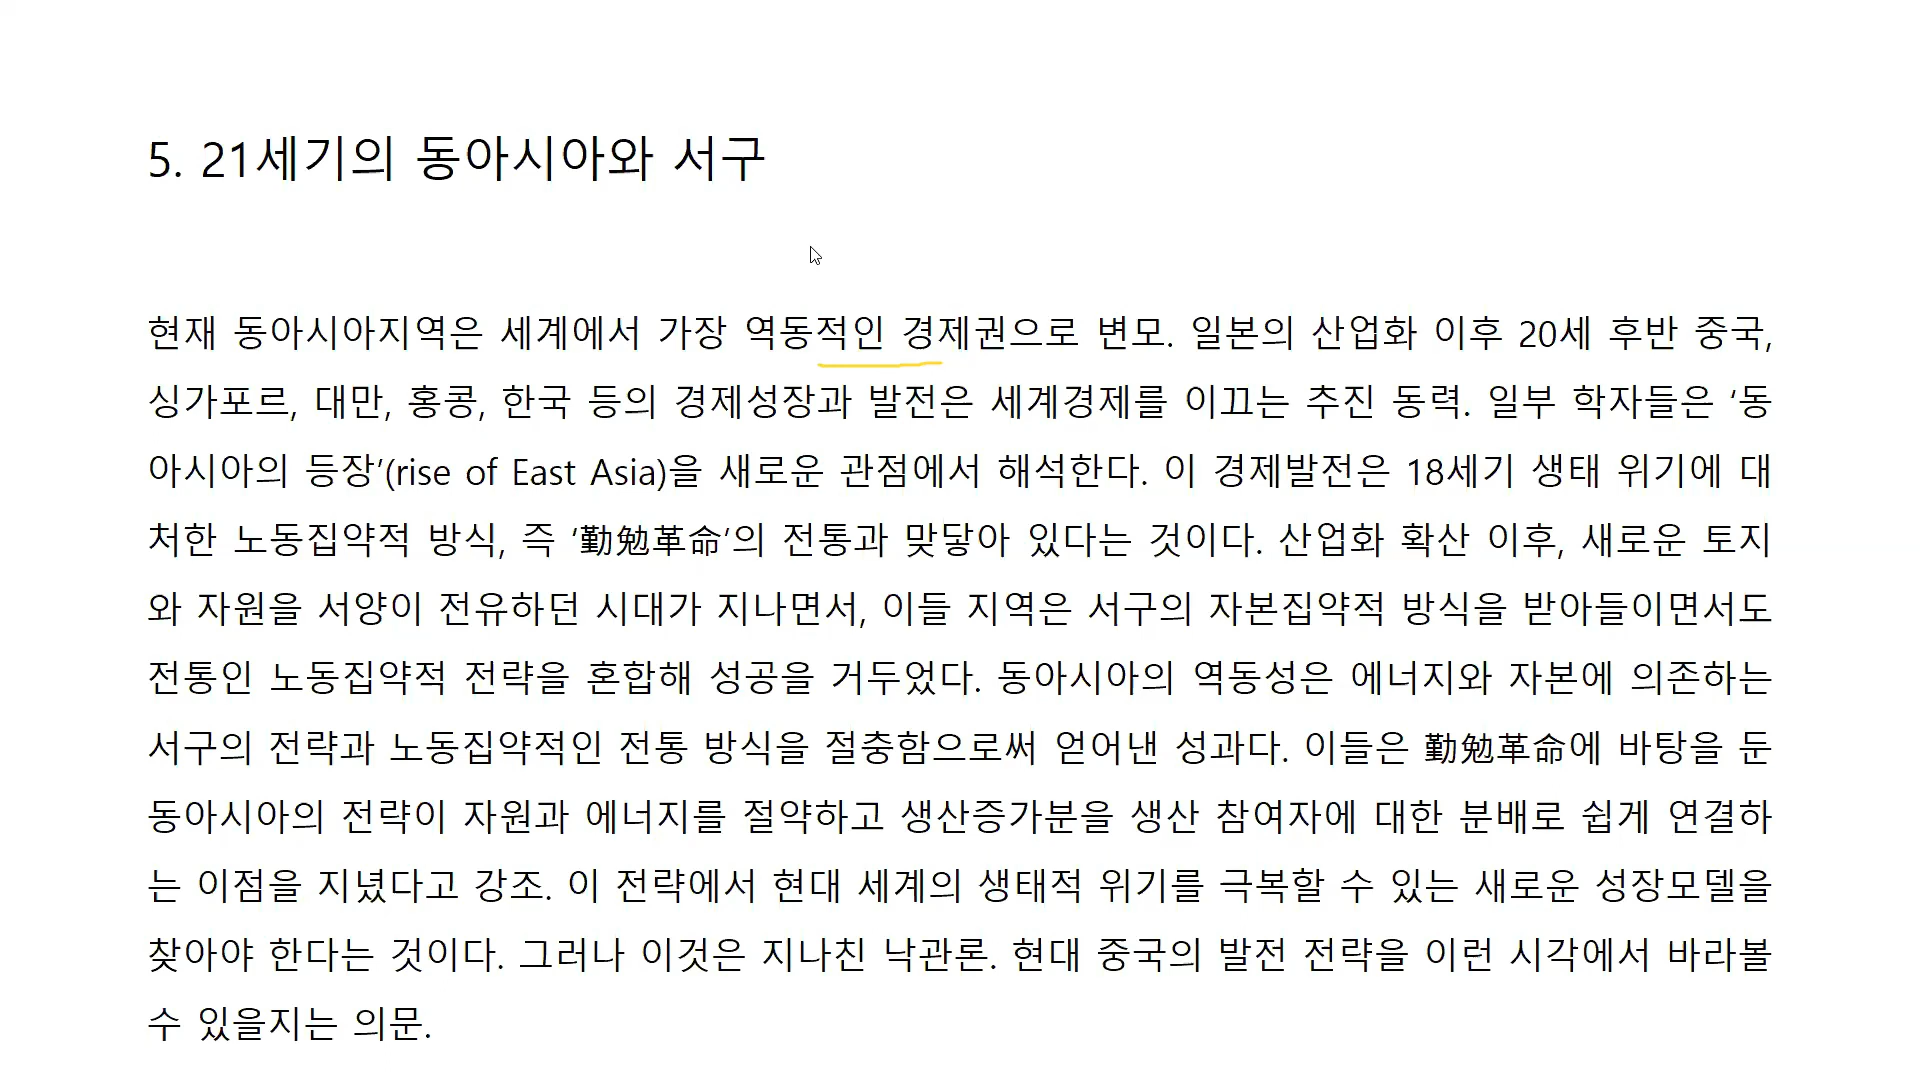 5. 21세기의 동아시아와 서구
현재 동아시아지역은 세계에서 가장 역동적인 경제권으로 변모. 일본의 산업화 이후 20세 후반 중국,
싱가포르, 대만, 홍콩, 한국 등의 경제성장과 발전은 세계경제를 이끄는 추진 동력. 일부 학자들은 ‘동
아시아의 등장’(rise of East Asia)을 새로운 관점에서 해석한다. 이 경제발전은 18세기 생태 위기에 대
처한 노동집약적 방식, 즉 ‘勤勉革命’의 전통과 맞닿아 있다는 것이다. 산업화 확산 이후, 새로운 토지
와 자원을 서양이 전유하던 시대가 지나면서, 이들 지역은 서구의 자본집약적 방식을 받아들이면서도
전통인 노동집약적 전략을 혼합해 성공을 거두었다. 동아시아의 역동성은 에너지와 자본에 의존하는
서구의 전략과 노동집약적인 전통 방식을 절충함으로써 얻어낸 성과다. 이들은 勤勉革命에 바탕을 둔
동아시아의 전략이 자원과 에너지를 절약하고 생산증가분을 생산 참여자에 대한 분배로 쉽게 연결하
는 이점을 지녔다고 강조. 이 전략에서 현대 세계의 생태적 위기를 극복할 수 있는 새로운 성장모델을
찾아야 한다는 것이다. 그러나 이것은 지나친 낙관론. 현대 중국의 발전 전략을 이런 시각에서 바라볼
수 있을지는 의문.